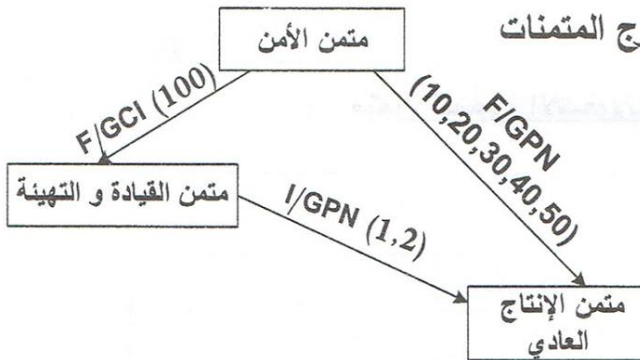 ج المتمنات
متمن الأمن
F/GCI (100)
F/GPN
(10,20,30,40,50)
متمن القيادة و التهيئة
I/GPN (1,2)
متمن الإنتاج
العادي